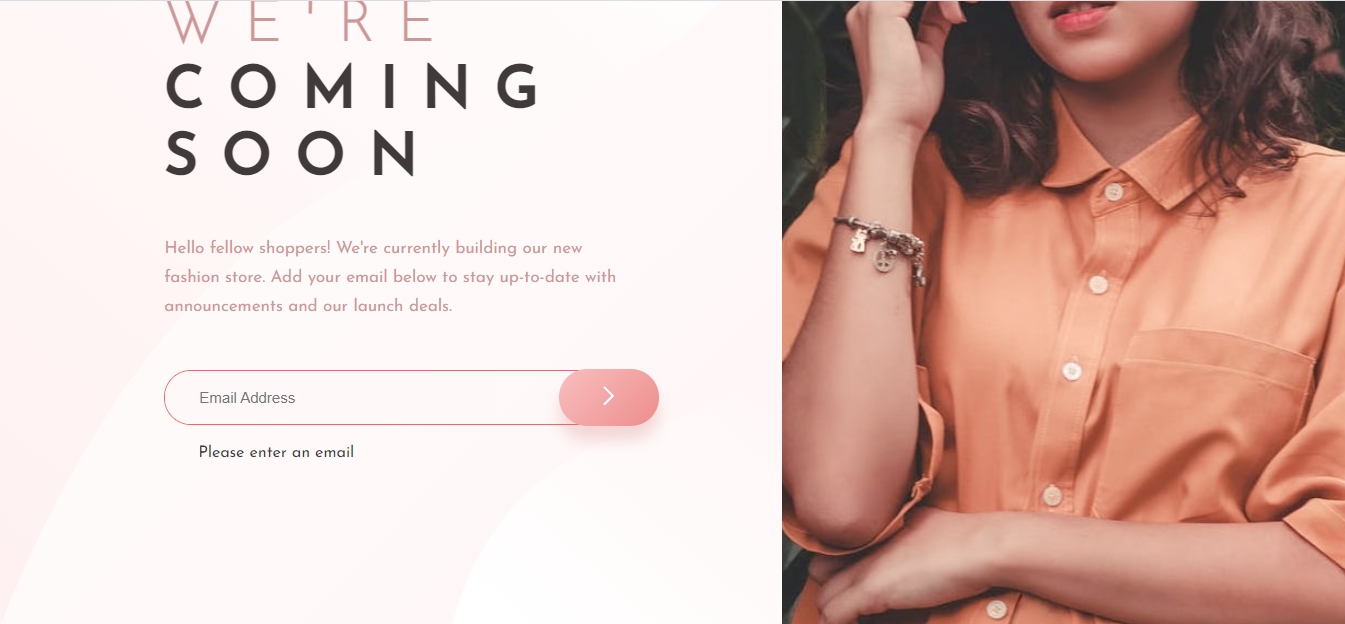 WE'RE
COMING
SOON
Hello fellow shoppers! We're currently building our new
fashion store. Add your email below to stay up-to-date with
announcements and our launch deals.
Email Address
Please enter an email